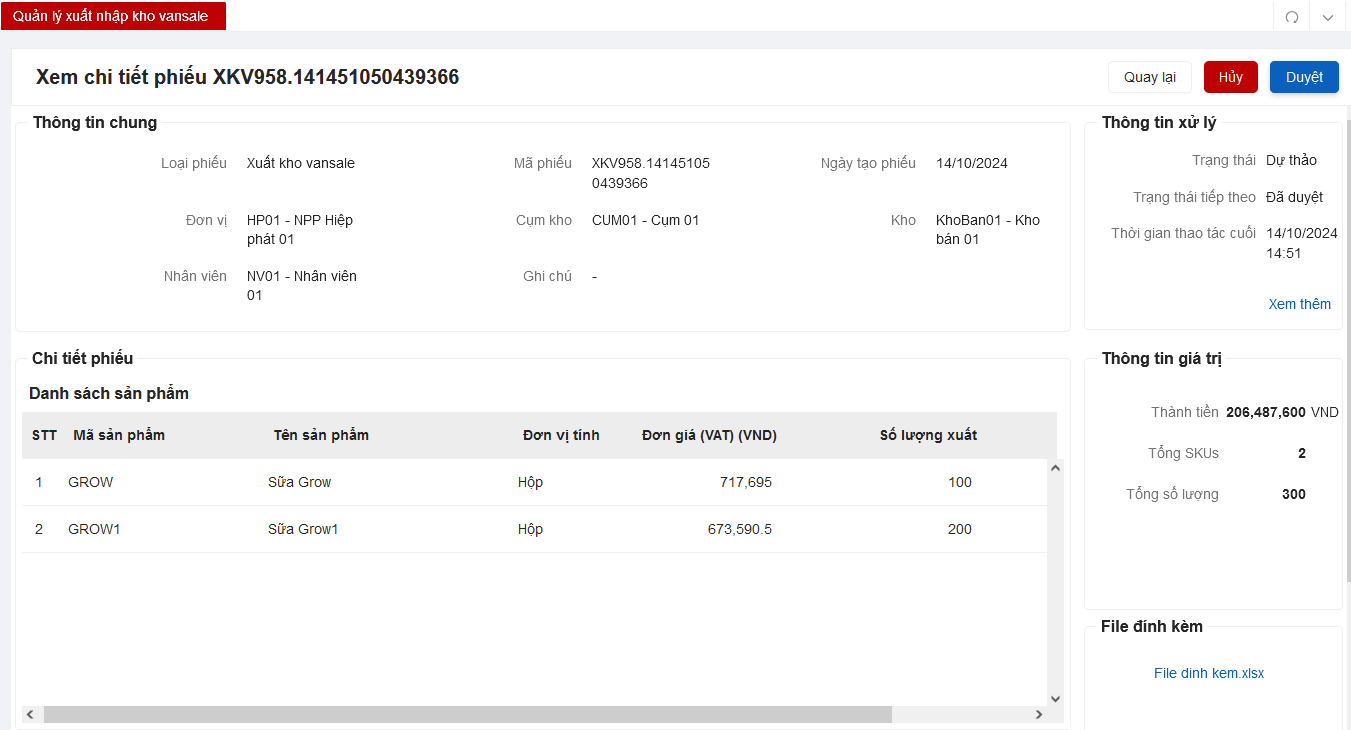 Quản lý xuất nhập kho vansale
Xem chi tiết phiếu XKV958.141451050439366
Quay lại
Hủy
Duyệt
Thông tin chung
Loại phiếu
Xuất kho vansale
Mã phiếu
XKV958.14145105
0439366
Ngày tạo phiếu
14/10/2024
Đơn vị
HP01 - NPP Hiệp
phát 01
Cụm kho
CUM01 - Cụm 01
Kho
KhoBan01 - Kho
bán 01
Nhân viên
NV01 - Nhân viên
01
Ghi chú
-
Thông tin xử lý
Trạng thái
Dự thảo
Trạng thái tiếp theo
Đã duyệt
Thời gian thao tác cuối
14/10/2024
14:51
Xem thêm
Chi tiết phiếu
Danh sách sản phẩm
STT Mã sản phẩm Tên sản phẩm Đơn vị tính Đơn giá (VAT) (VND) Số lượng xuất
1 GROW Sữa Grow Hộp 717,695 100
2 GROW1 Sữa Grow1 Hộp 673,590.5 200
Thông tin giá trị
Thành tiền 206,487,600 VND
Tổng SKUs 2
Tổng số lượng 300
File đính kèm
File dinh kem.xlsx